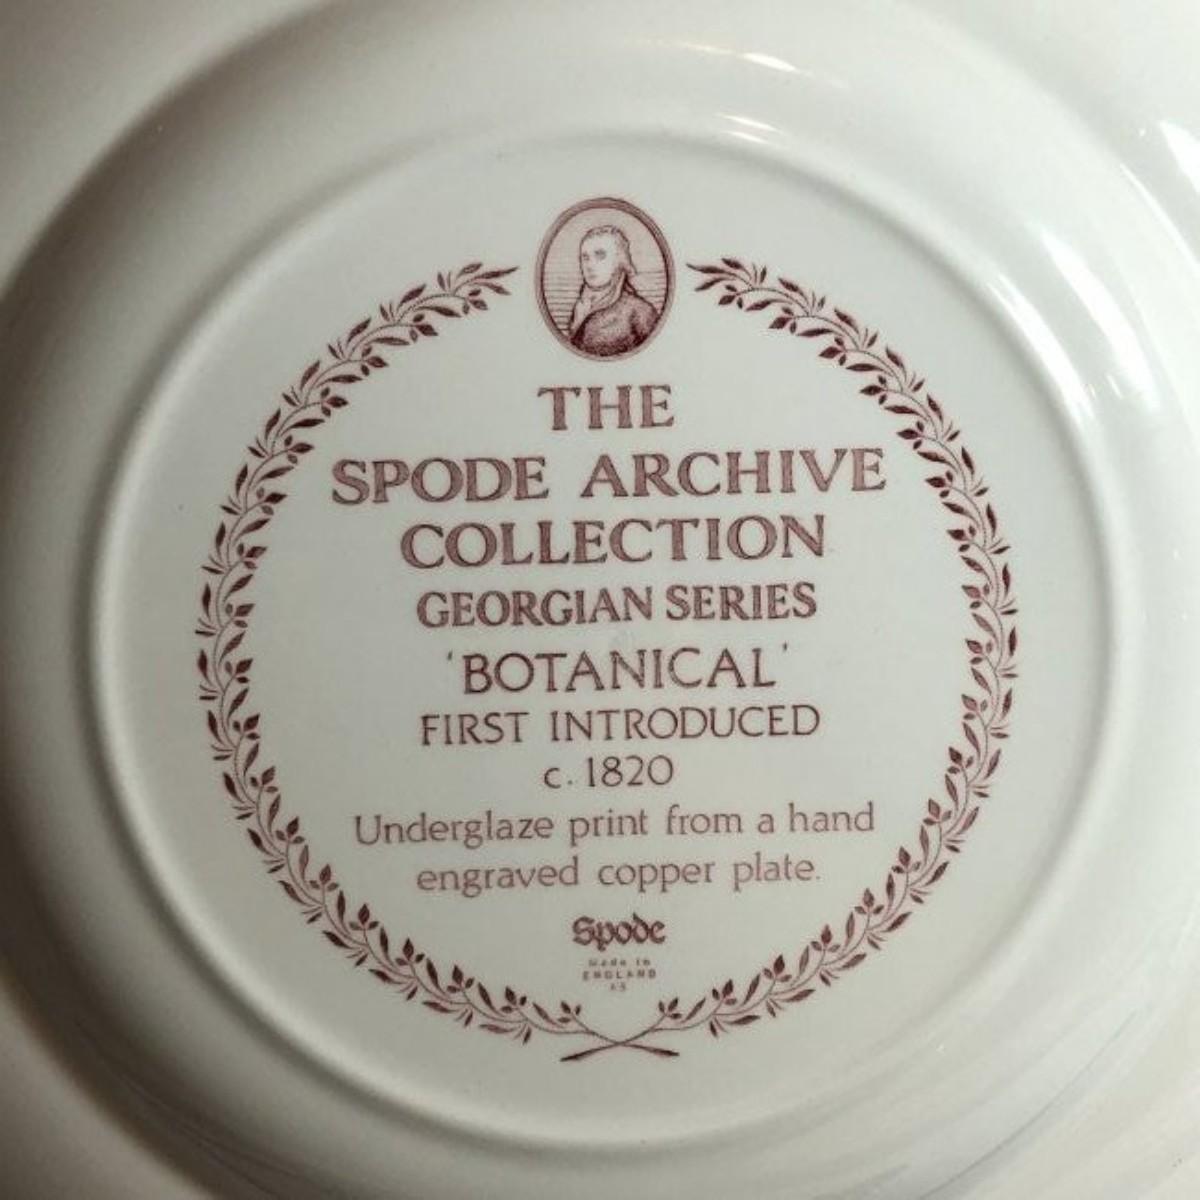 THE
SPODE ARCHIVE
COLLECTION
GEORGIAN SERIES
'BOTANICAL'
FIRST INTRODUCED
c. 1820
Underglaze print from a hand
engraved copper plate.
Spode
Made in
ENGLAND